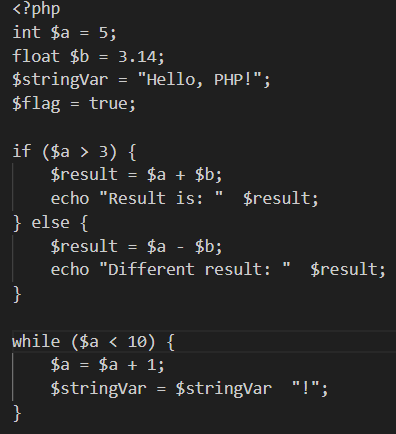 <?php
int $a = 5;
float $b = 3.14;
$stringVar = "Hello, PHP!";
$flag = true;

if ($a > 3) {
    $result = $a + $b;
    echo "Result is: "  $result;
} else {
    $result = $a - $b;
    echo "Different result: "  $result;
}

while ($a < 10) {
    $a = $a + 1;
    $stringVar = $stringVar  "!";
}